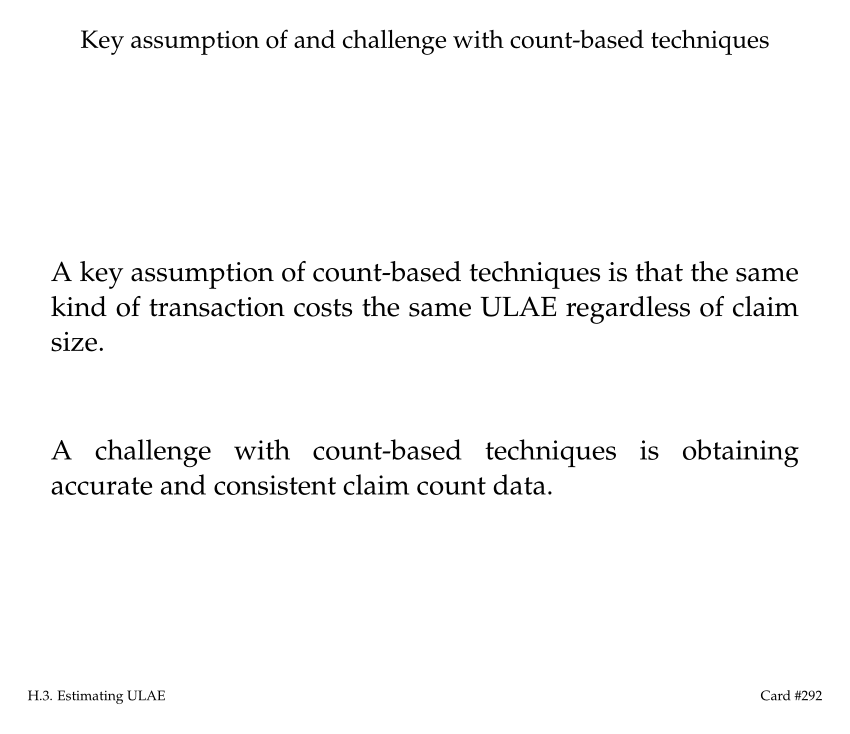 Key assumption of and challenge with count-based techniques
A key assumption of count-based techniques is that the same
kind of transaction costs the same ULAE regardless of claim
size.
A challenge with count-based techniques is obtaining
accurate and consistent claim count data.
H.3. Estimating ULAE
Card #292